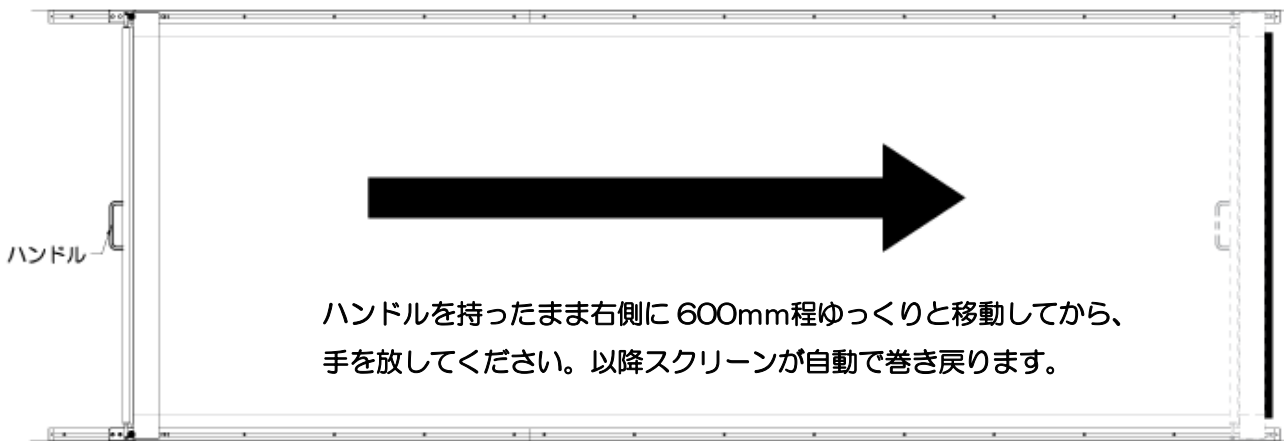 ハンドル
ハンドルを持ったまま右側に600mm程ゆっくりと移動してから、
手を放してください。以降スクリーンが自動で巻き戻ります。